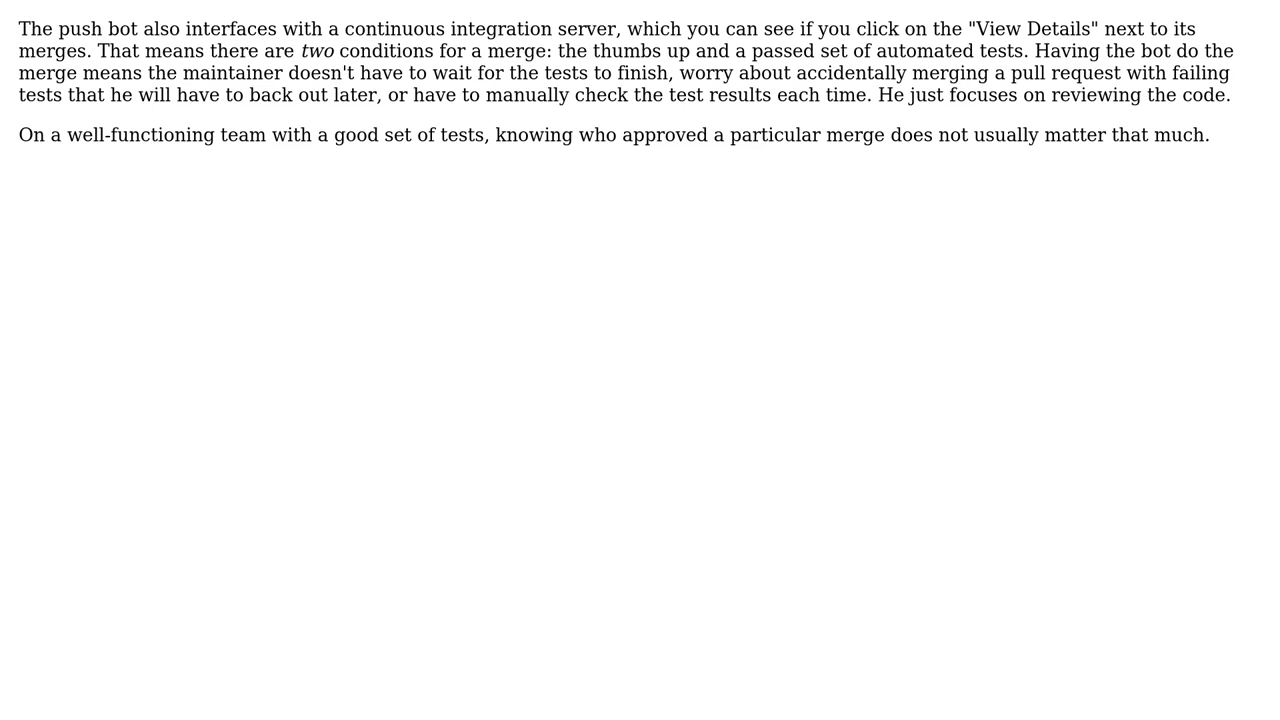 The push bot also interfaces with a continuous integration server, which you can see if you click on the "View Details" next to its
merges. That means there are two conditions for a merge: the thumbs up and a passed set of automated tests. Having the bot do the
merge means the maintainer doesn't have to wait for the tests to finish, worry about accidentally merging a pull request with failing
tests that he will have to back out later, or have to manually check the test results each time. He just focuses on reviewing the code.
On a well-functioning team with a good set of tests, knowing who approved a particular merge does not usually matter that much.